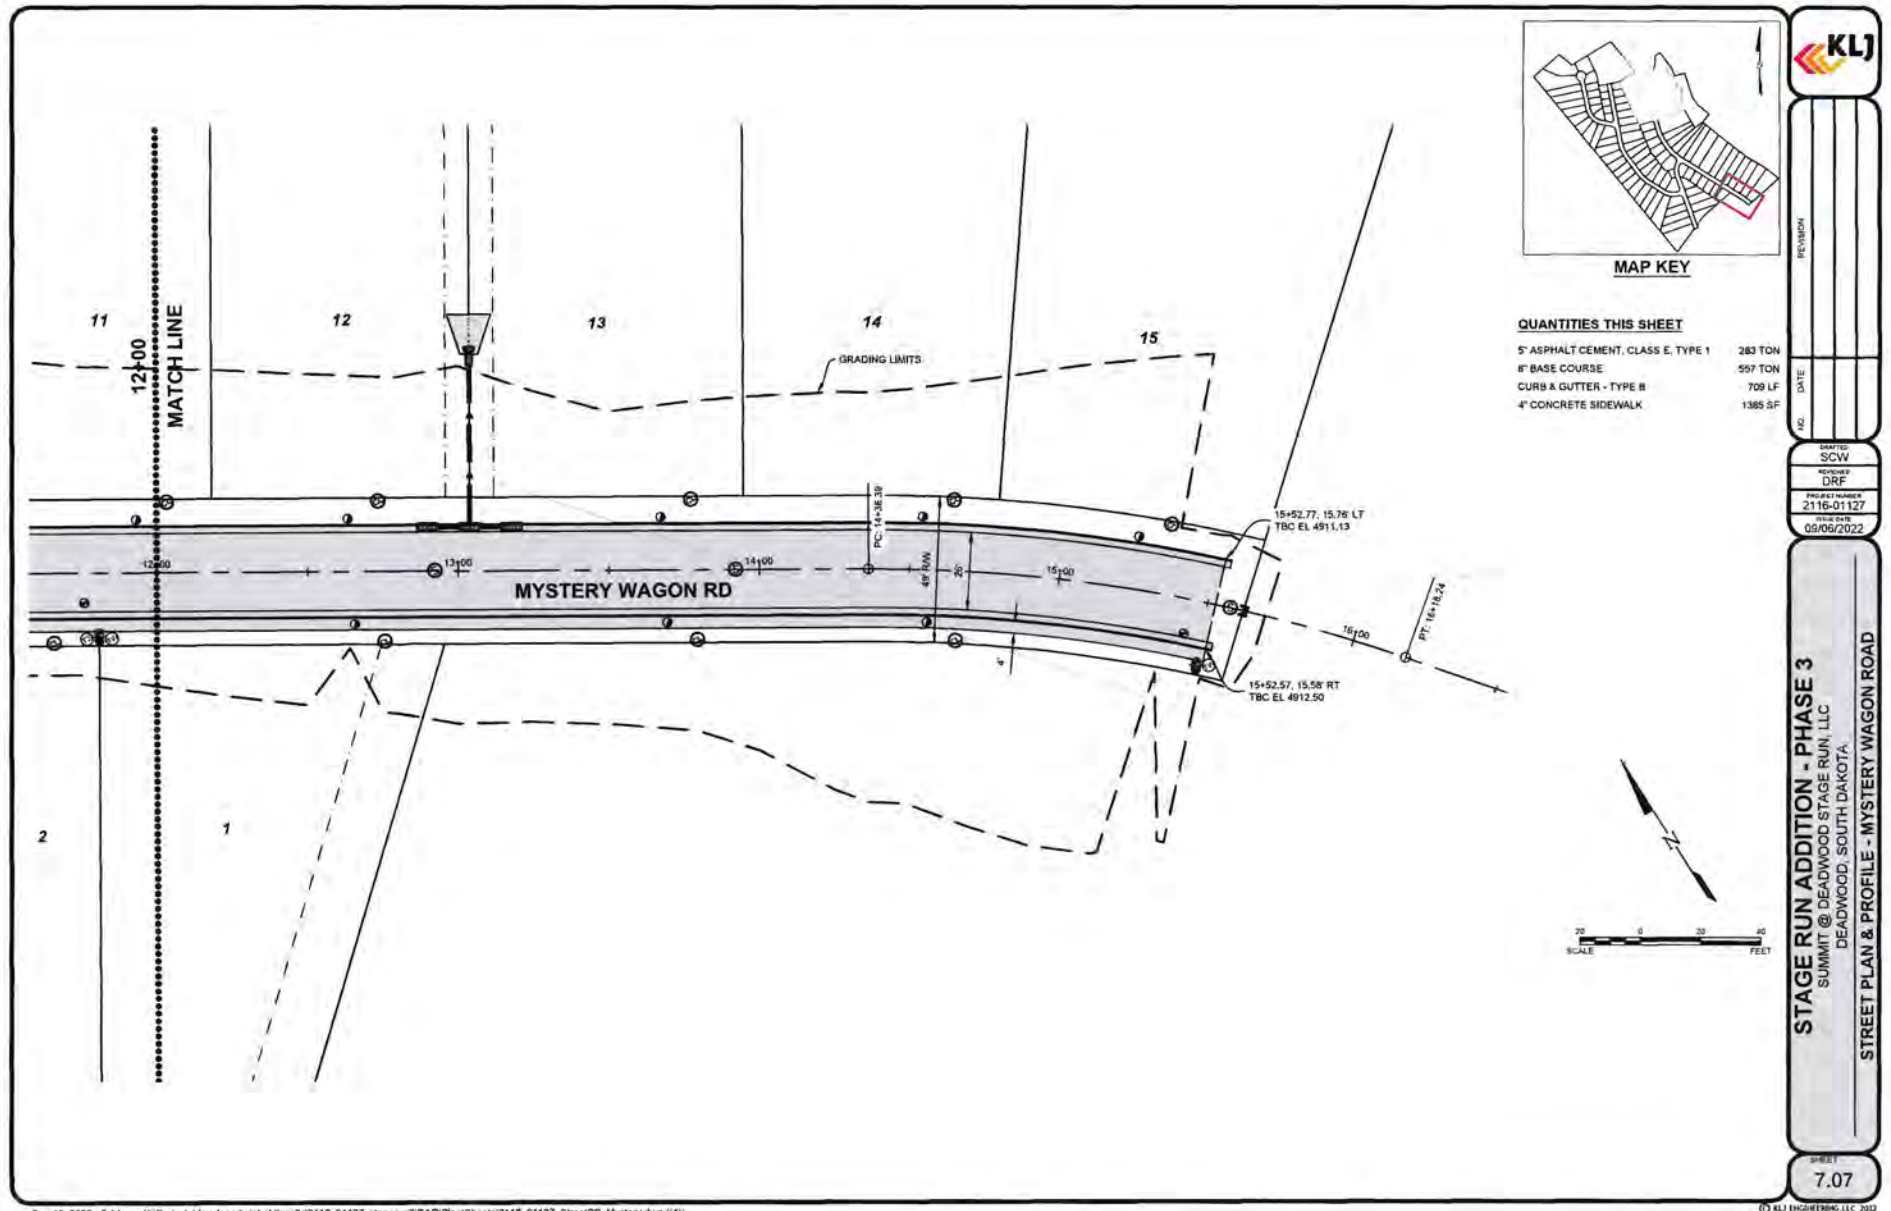 KLJ
MAP KEY
QUANTITIES THIS SHEET
5" ASPHALT CEMENT, CLASS E, TYPE 1 283 TON
8" BASE COURSE 557 TON
CURB & GUTTER - TYPE B 709 LF
4" CONCRETE SIDEWALK 1385 SF
11
12
13
14
15
12+00
MATCH LINE
GRADING LIMITS
PC: 14+36.39
15+52.77, 15.76' LT
TBC EL 4911.13
12+00
13+00
14+00
15+00
16+00
MYSTERY WAGON RD
49' R/W
26'
4'
PT: 16+18.24
15+52.57, 15.58' RT
TBC EL 4912.50
2
1
N
20 0 20 40
SCALE FEET
REVISION
DATE
NO.
DRAFTED
SCW
REVIEWED
DRF
PROJECT NUMBER
2116-01127
ISSUE DATE
09/06/2022
STAGE RUN ADDITION - PHASE 3
SUMMIT @ DEADWOOD STAGE RUN, LLC
DEADWOOD, SOUTH DAKOTA
STREET PLAN & PROFILE - MYSTERY WAGON ROAD
SHEET
7.07
© KLJ ENGINEERING, LLC 2022